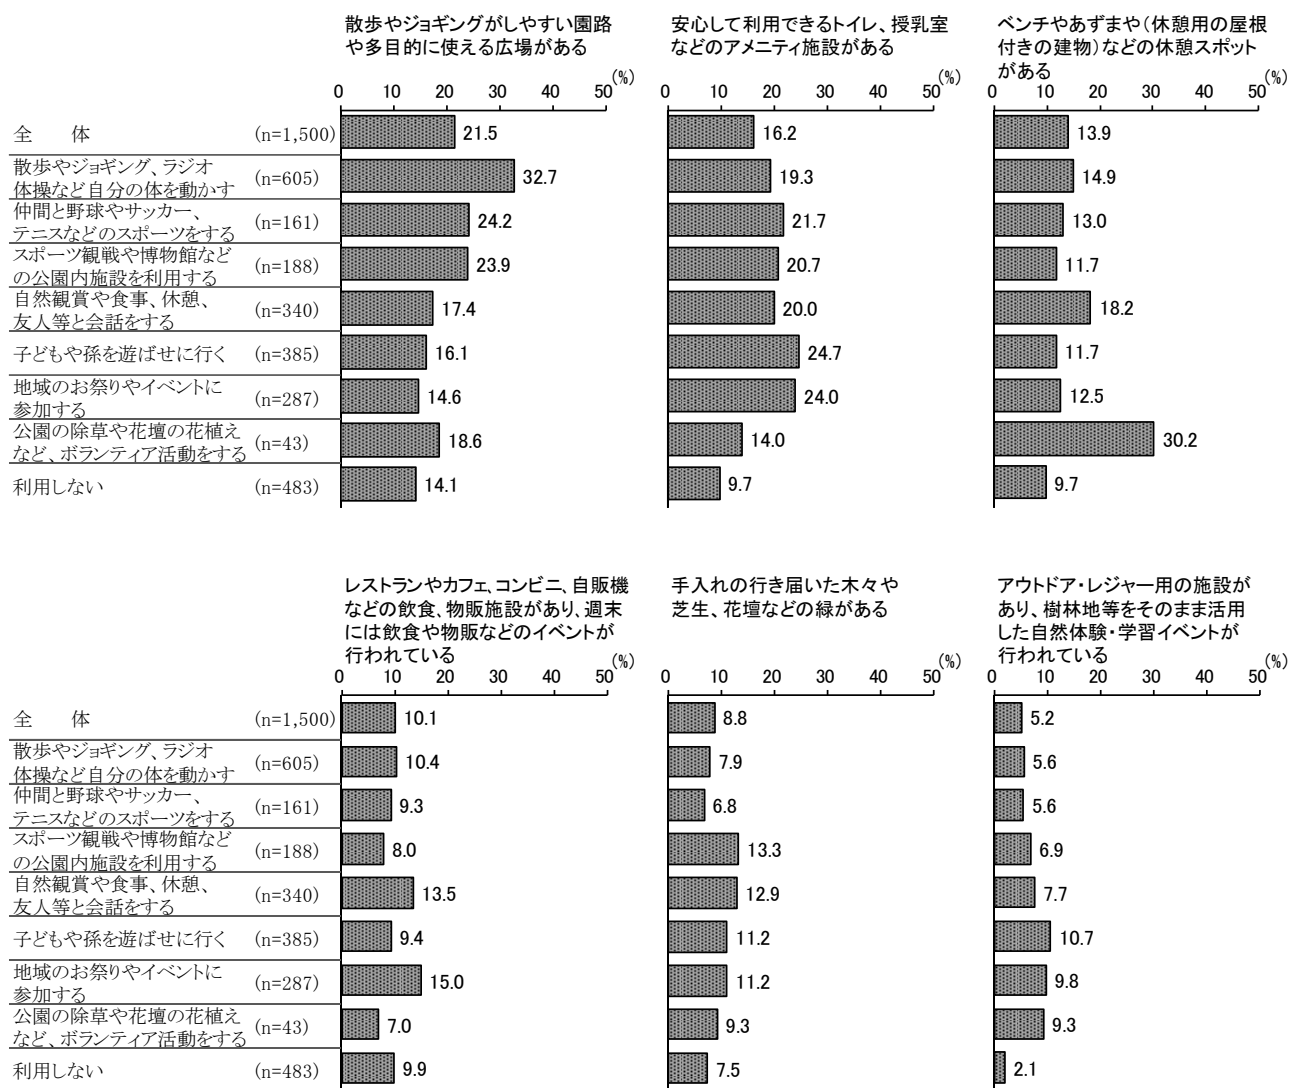 散歩やジョギングがしやすい園路
や多目的に使える広場がある
安心して利用できるトイレ、授乳室
などのアメニティ施設がある
ベンチやあずまや（休憩用の屋根
付きの建物）などの休憩スポット
がある
0 10 20 30 40 50 (%)
0 10 20 30 40 50 (%)
0 10 20 30 40 50 (%)
全　体 (n=1,500) 21.5 16.2 13.9
散歩やジョギング、ラジオ
体操など自分の体を動かす (n=605) 32.7 19.3 14.9
仲間と野球やサッカー、
テニスなどのスポーツをする (n=161) 24.2 21.7 13.0
スポーツ観戦や博物館など
の公園内施設を利用する (n=188) 23.9 20.7 11.7
自然観賞や食事、休憩、
友人等と会話をする (n=340) 17.4 20.0 18.2
子どもや孫を遊ばせに行く (n=385) 16.1 24.7 11.7
地域のお祭りやイベントに
参加する (n=287) 14.6 24.0 12.5
公園の除草や花壇の花植え
など、ボランティア活動をする (n=43) 18.6 14.0 30.2
利用しない (n=483) 14.1 9.7 9.7
レストランやカフェ、コンビニ、自販機
などの飲食、物販施設があり、週末
には飲食や物販などのイベントが
行われている
手入れの行き届いた木々や
芝生、花壇などの緑がある
アウトドア・レジャー用の施設が
あり、樹林地等をそのまま活用
した自然体験・学習イベントが
行われている
0 10 20 30 40 50 (%)
0 10 20 30 40 50 (%)
0 10 20 30 40 50 (%)
全　体 (n=1,500) 10.1 8.8 5.2
散歩やジョギング、ラジオ
体操など自分の体を動かす (n=605) 10.4 7.9 5.6
仲間と野球やサッカー、
テニスなどのスポーツをする (n=161) 9.3 6.8 5.6
スポーツ観戦や博物館など
の公園内施設を利用する (n=188) 8.0 13.3 6.9
自然観賞や食事、休憩、
友人等と会話をする (n=340) 13.5 12.9 7.7
子どもや孫を遊ばせに行く (n=385) 9.4 11.2 10.7
地域のお祭りやイベントに
参加する (n=287) 15.0 11.2 9.8
公園の除草や花壇の花植え
など、ボランティア活動をする (n=43) 7.0 9.3 9.3
利用しない (n=483) 9.9 7.5 2.1